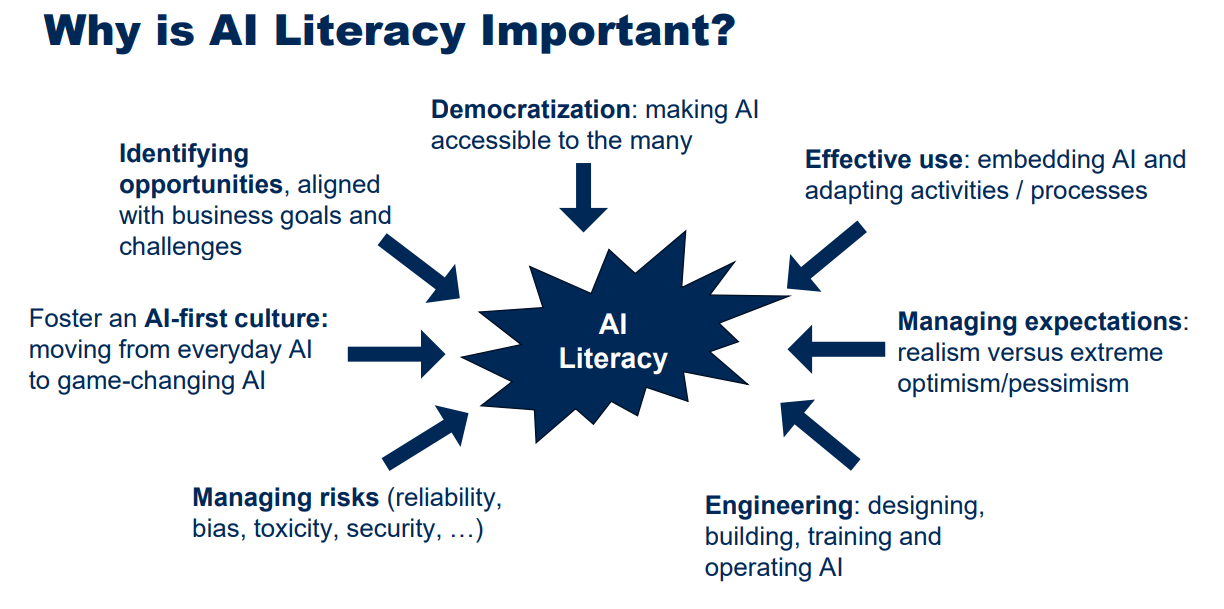 Why is AI Literacy Important?
Democratization: making AI
accessible to the many
Identifying
opportunities, aligned
with business goals and
challenges
Effective use: embedding AI and
adapting activities / processes
Foster an AI-first culture:
moving from everyday AI
to game-changing AI
AI
Literacy
Managing expectations:
realism versus extreme
optimism/pessimism
Managing risks (reliability,
bias, toxicity, security, …)
Engineering: designing,
building, training and
operating AI